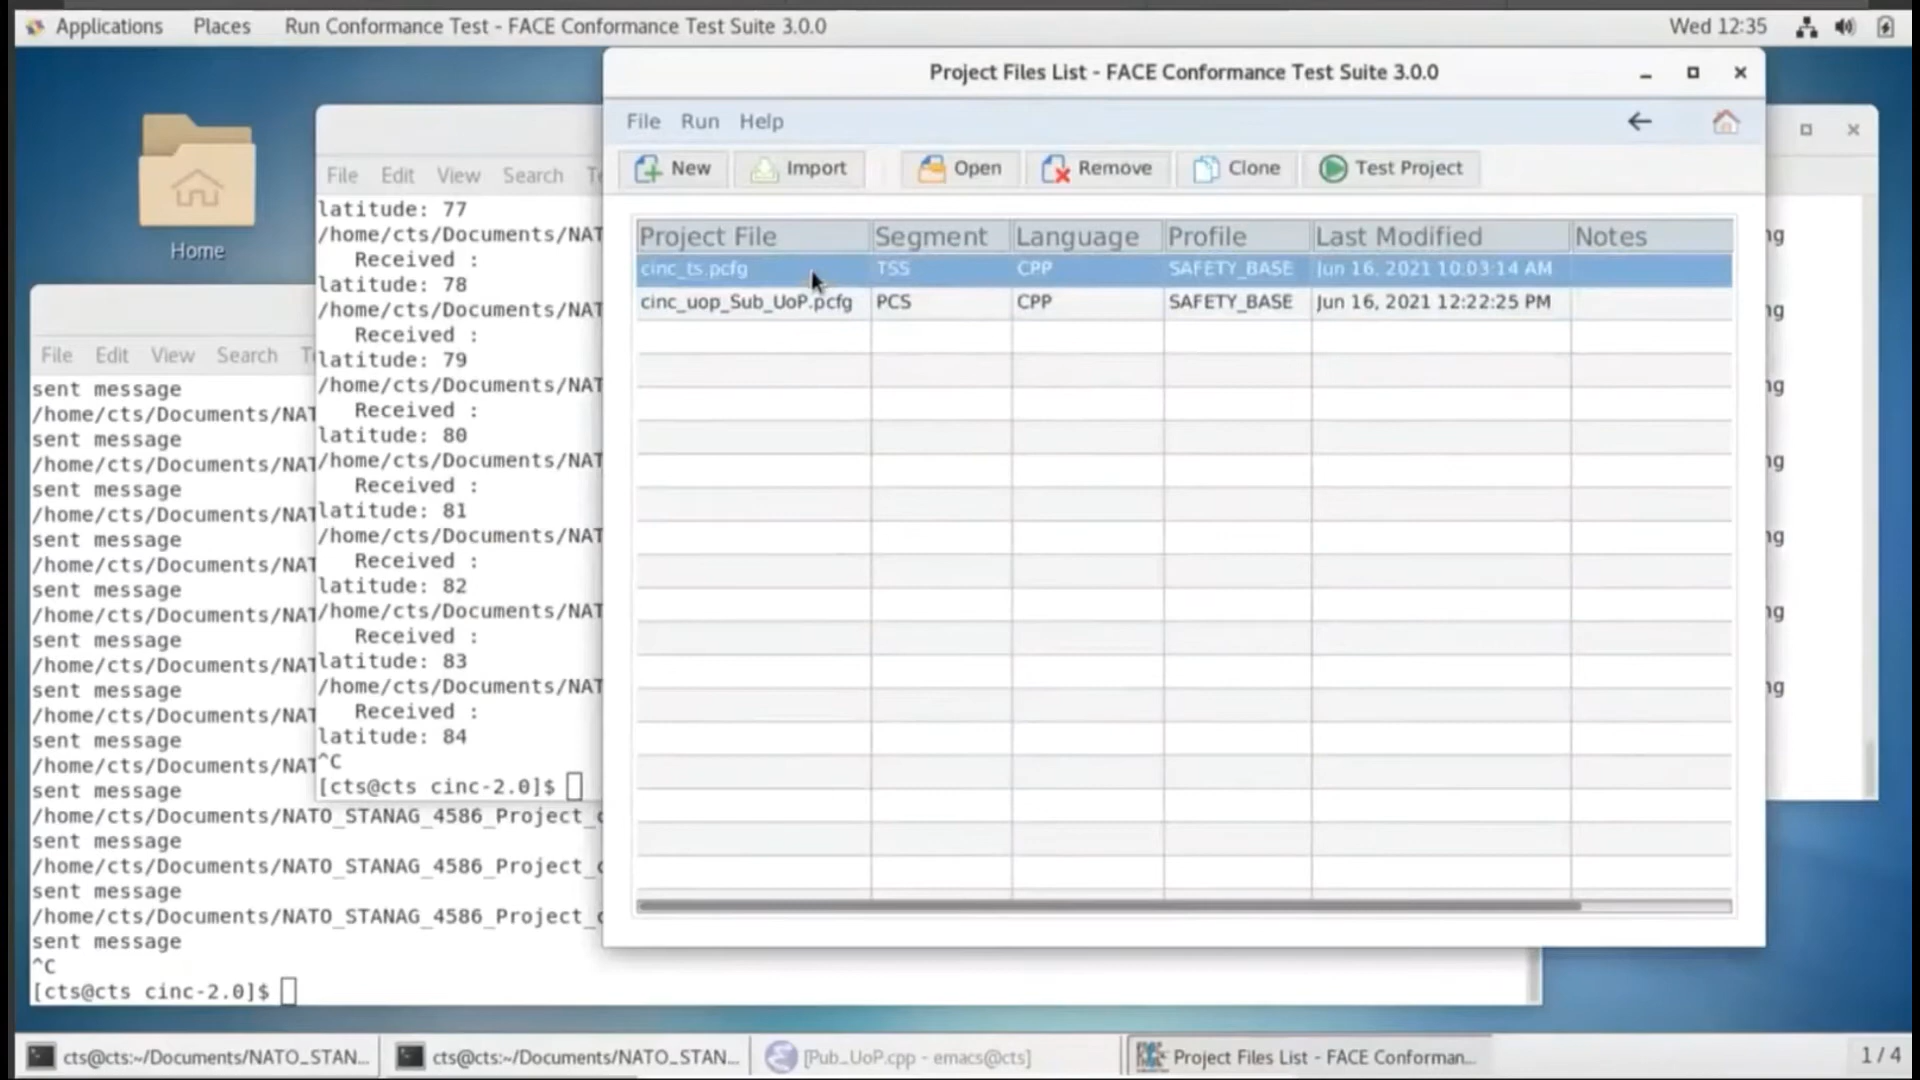 Applications Places Run Conformance Test - FACE Conformance Test Suite 3.0.0 Wed 12:35
Project Files List - FACE Conformance Test Suite 3.0.0
File Run Help
New Import Open Remove Clone Test Project
Project File Segment Language Profile Last Modified Notes
cinc_ts.pcfg TSS CPP SAFETY_BASE Jun 16, 2021 10:03:14 AM
cinc_uop_Sub_UoP.pcfg PCS CPP SAFETY_BASE Jun 16, 2021 12:22:25 PM
Home
File Edit View Search
latitude: 77
/home/cts/Documents/NAT
Received :
latitude: 78
/home/cts/Documents/NAT
Received :
latitude: 79
/home/cts/Documents/NAT
Received :
latitude: 80
/home/cts/Documents/NAT
Received :
latitude: 81
/home/cts/Documents/NAT
Received :
latitude: 82
/home/cts/Documents/NAT
Received :
latitude: 83
/home/cts/Documents/NAT
Received :
latitude: 84
^C
[cts@cts cinc-2.0]$
File Edit View Search
sent message
/home/cts/Documents/NAT
sent message
/home/cts/Documents/NAT
sent message
/home/cts/Documents/NAT
sent message
/home/cts/Documents/NAT
sent message
/home/cts/Documents/NAT
sent message
/home/cts/Documents/NAT
sent message
/home/cts/Documents/NAT
sent message
/home/cts/Documents/NAT
sent message
/home/cts/Documents/NATO_STANAG_4586_Project_
sent message
/home/cts/Documents/NATO_STANAG_4586_Project_
sent message
/home/cts/Documents/NATO_STANAG_4586_Project_
sent message
^C
[cts@cts cinc-2.0]$
ng
ng
ng
ng
ng
ng
ng
cts@cts:~/Documents/NATO_STAN... cts@cts:~/Documents/NATO_STAN... [Pub_UoP.cpp - emacs@cts] Project Files List - FACE Conforman... 1 / 4